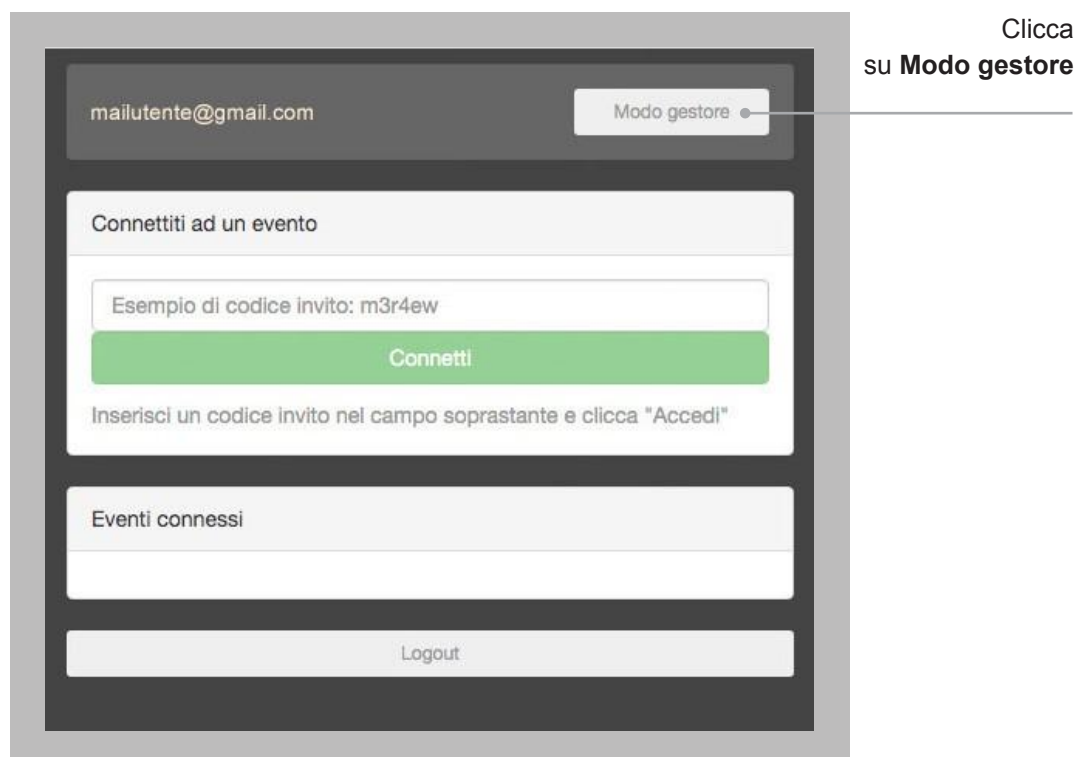 Clicca
su Modo gestore
mailutente@gmail.com
Modo gestore
Connettiti ad un evento
Esempio di codice invito: m3r4ew
Connetti
Inserisci un codice invito nel campo soprastante e clicca "Accedi"
Eventi connessi
Logout